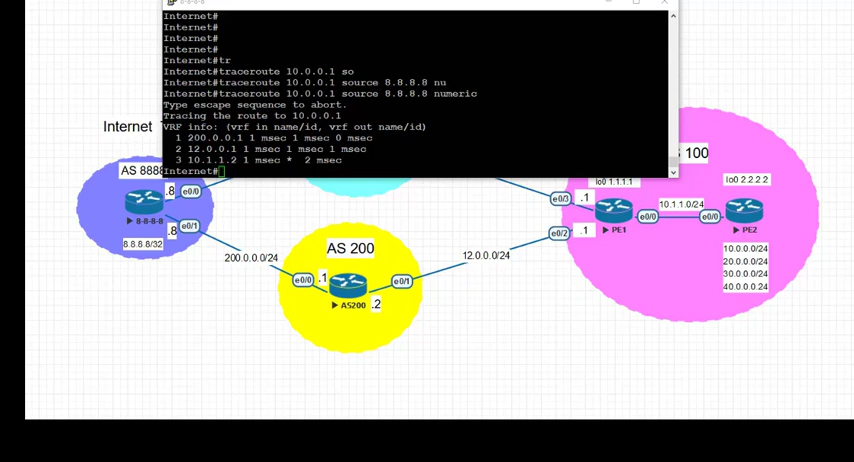 8-8-8-8
Internet#
Internet#
Internet#
Internet#
Internet#tr
Internet#traceroute 10.0.0.1 so
Internet#traceroute 10.0.0.1 source 8.8.8.8 nu
Internet#traceroute 10.0.0.1 source 8.8.8.8 numeric
Type escape sequence to abort.
Tracing the route to 10.0.0.1
VRF info: (vrf in name/id, vrf out name/id)
1 200.0.0.1 1 msec 1 msec 0 msec
2 12.0.0.1 1 msec 1 msec 1 msec
3 10.1.1.2 1 msec * 2 msec
Internet#
Internet
AS 888
.8
e0/0
8-8-8-8
e0/1
.8
8.8.8.8/32
200.0.0.0/24
AS 200
.1
e0/0
e0/1
AS200
.2
12.0.0.0/24
S 100
lo0 1.1.1.1
lo0 2.2.2.2
e0/3
.1
10.1.1.0/24
e0/0
e0/0
e0/2
.1
PE1
PE2
10.0.0.0/24
20.0.0.0/24
30.0.0.0/24
40.0.0.0.24